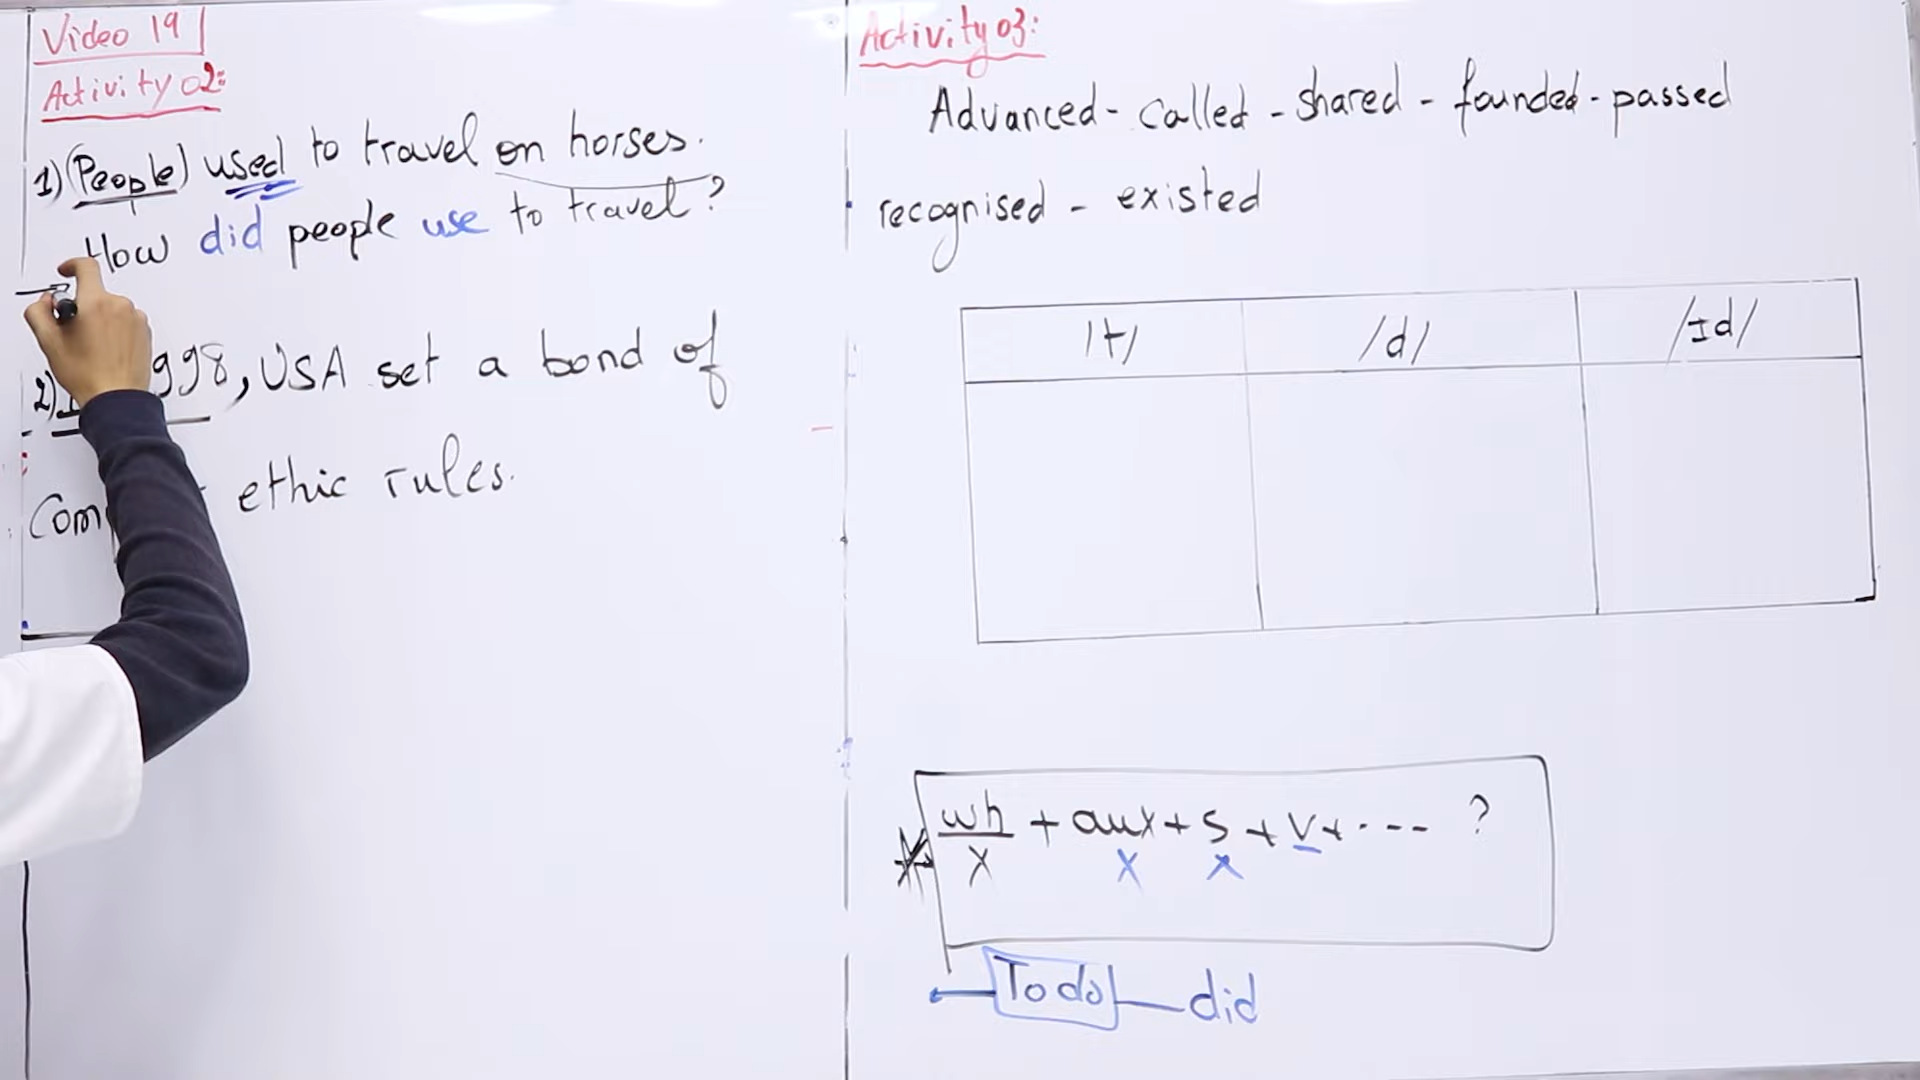 Video 19
Activity 02:
1) (People) used to travel on horses.
How did people use to travel?
2) 998, USA set a bond of
ethic rules.
Activity 03:
Advanced - called - shared - founded - passed
recognised - existed
/t/ /d/ /ɪd/
wh + aux + S + V + .... ?
X X X
To do did